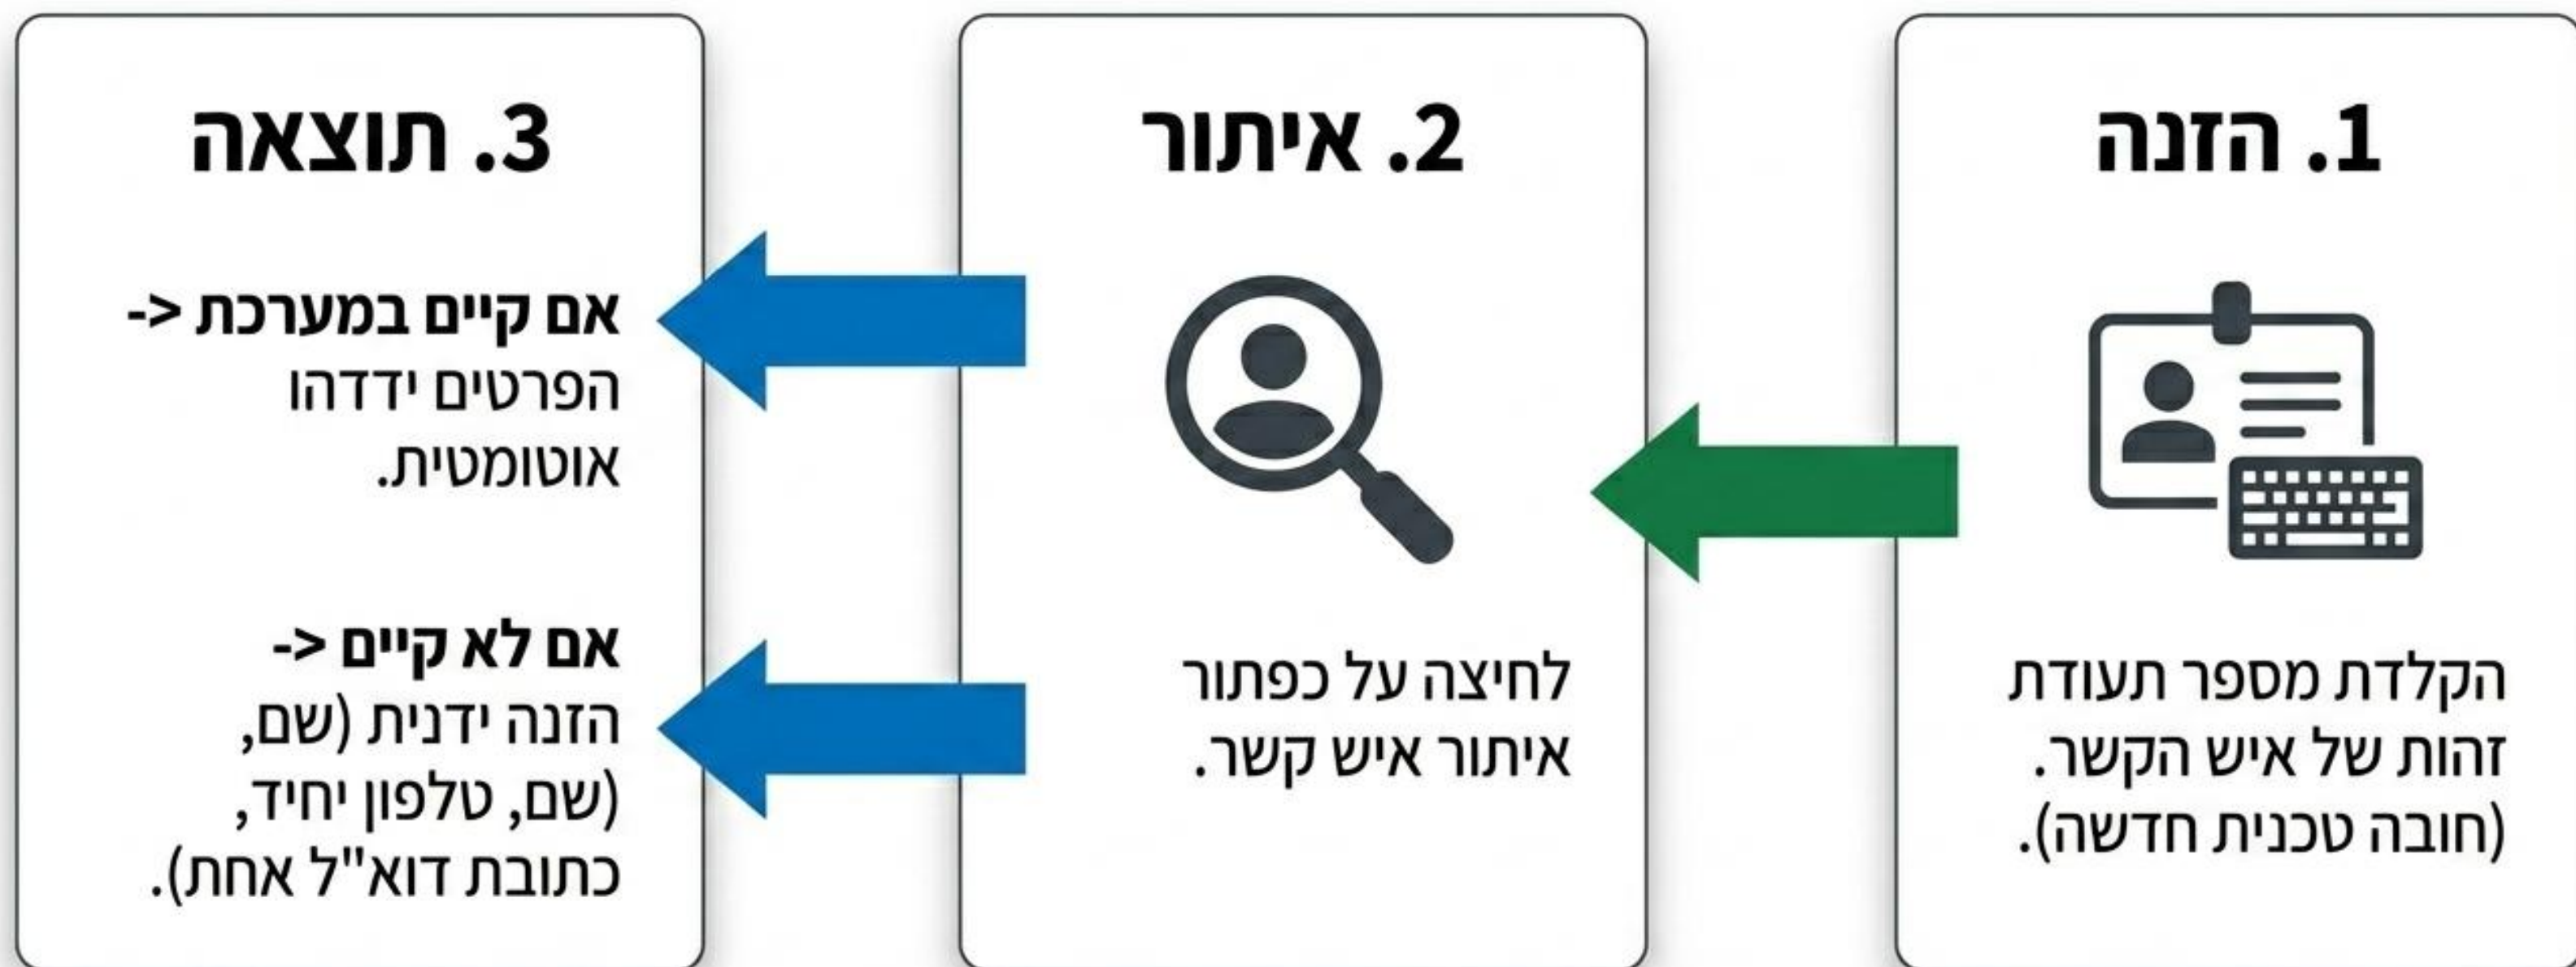 1. הזנה
הקלדת מספר תעודת
זהות של איש הקשר.
(חובה טכנית חדשה).
2. איתור
לחיצה על כפתור
איתור איש קשר.
3. תוצאה
אם קיים במערכת <-
הפרטים ידדהו
אוטומטית.
אם לא קיים <-
הזנה ידנית (שם,
(שם, טלפון יחיד,
כתובת דוא"ל אחת).